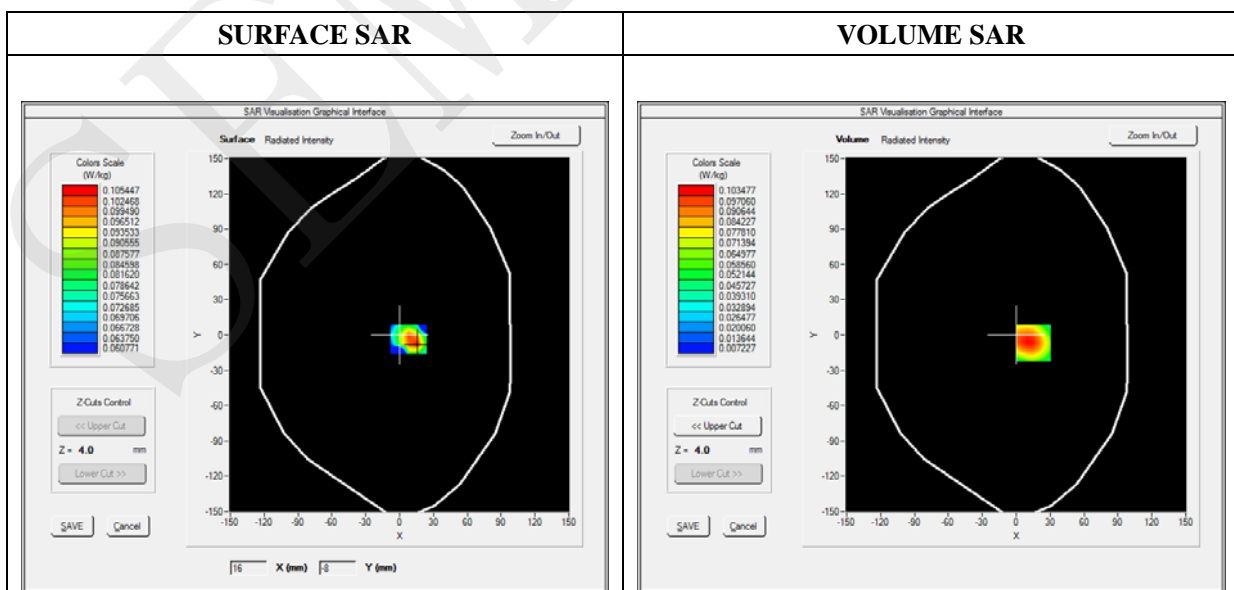 SURFACE SAR
SAR Visualisation Graphical Interface
Surface Radiated Intensity
Zoom In/Out
Colors Scale
(W/kg)
0.105447
0.102468
0.099490
0.096512
0.093533
0.090555
0.087577
0.084598
0.081620
0.078642
0.075663
0.072685
0.069706
0.066728
0.063750
0.060771
Z-Cuts Control
<< Upper Cut
Z = 4.0 mm
Lower Cut >>
SAVE Cancel
150
120
90
60
30
0
-30
-60
-90
-120
-150
Y
-150 -120 -90 -60 -30 0 30 60 90 120 150
X
16 X (mm) -8 Y (mm)
VOLUME SAR
SAR Visualisation Graphical Interface
Volume Radiated Intensity
Zoom In/Out
Colors Scale
(W/kg)
0.103477
0.097060
0.090644
0.084227
0.077810
0.071394
0.064977
0.058560
0.052144
0.045727
0.039310
0.032894
0.026477
0.020060
0.013644
0.007227
Z-Cuts Control
<< Upper Cut
Z = 4.0 mm
Lower Cut >>
SAVE Cancel
150
120
90
60
30
0
-30
-60
-90
-120
-150
Y
-150 -120 -90 -60 -30 0 30 60 90 120 150
X